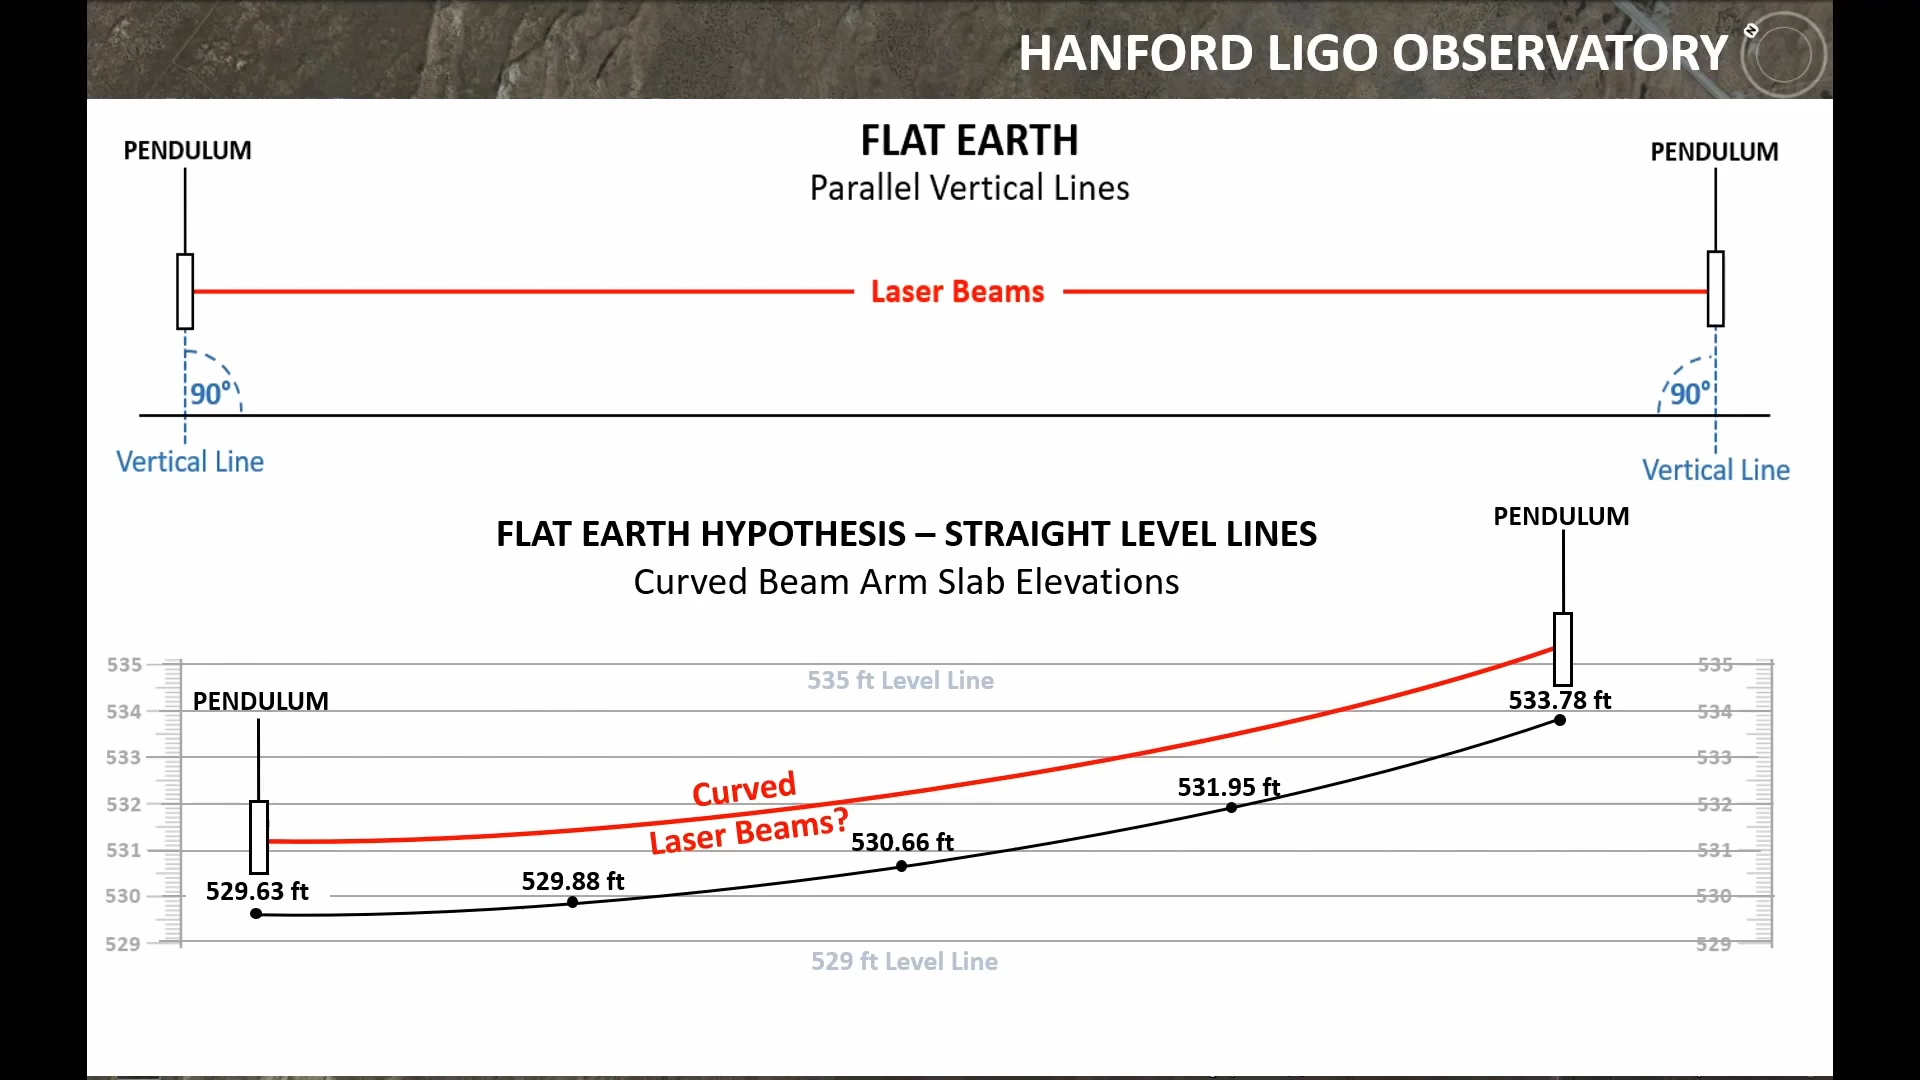 HANFORD LIGO OBSERVATORY
N
FLAT EARTH
Parallel Vertical Lines
PENDULUM
PENDULUM
Laser Beams
90°
90°
Vertical Line
Vertical Line
FLAT EARTH HYPOTHESIS – STRAIGHT LEVEL LINES
Curved Beam Arm Slab Elevations
PENDULUM
535
535 ft Level Line
535
PENDULUM
533.78 ft
534
534
533
533
Curved
Laser Beams?
531.95 ft
532
532
530.66 ft
531
531
529.63 ft
529.88 ft
530
530
529
529
529 ft Level Line